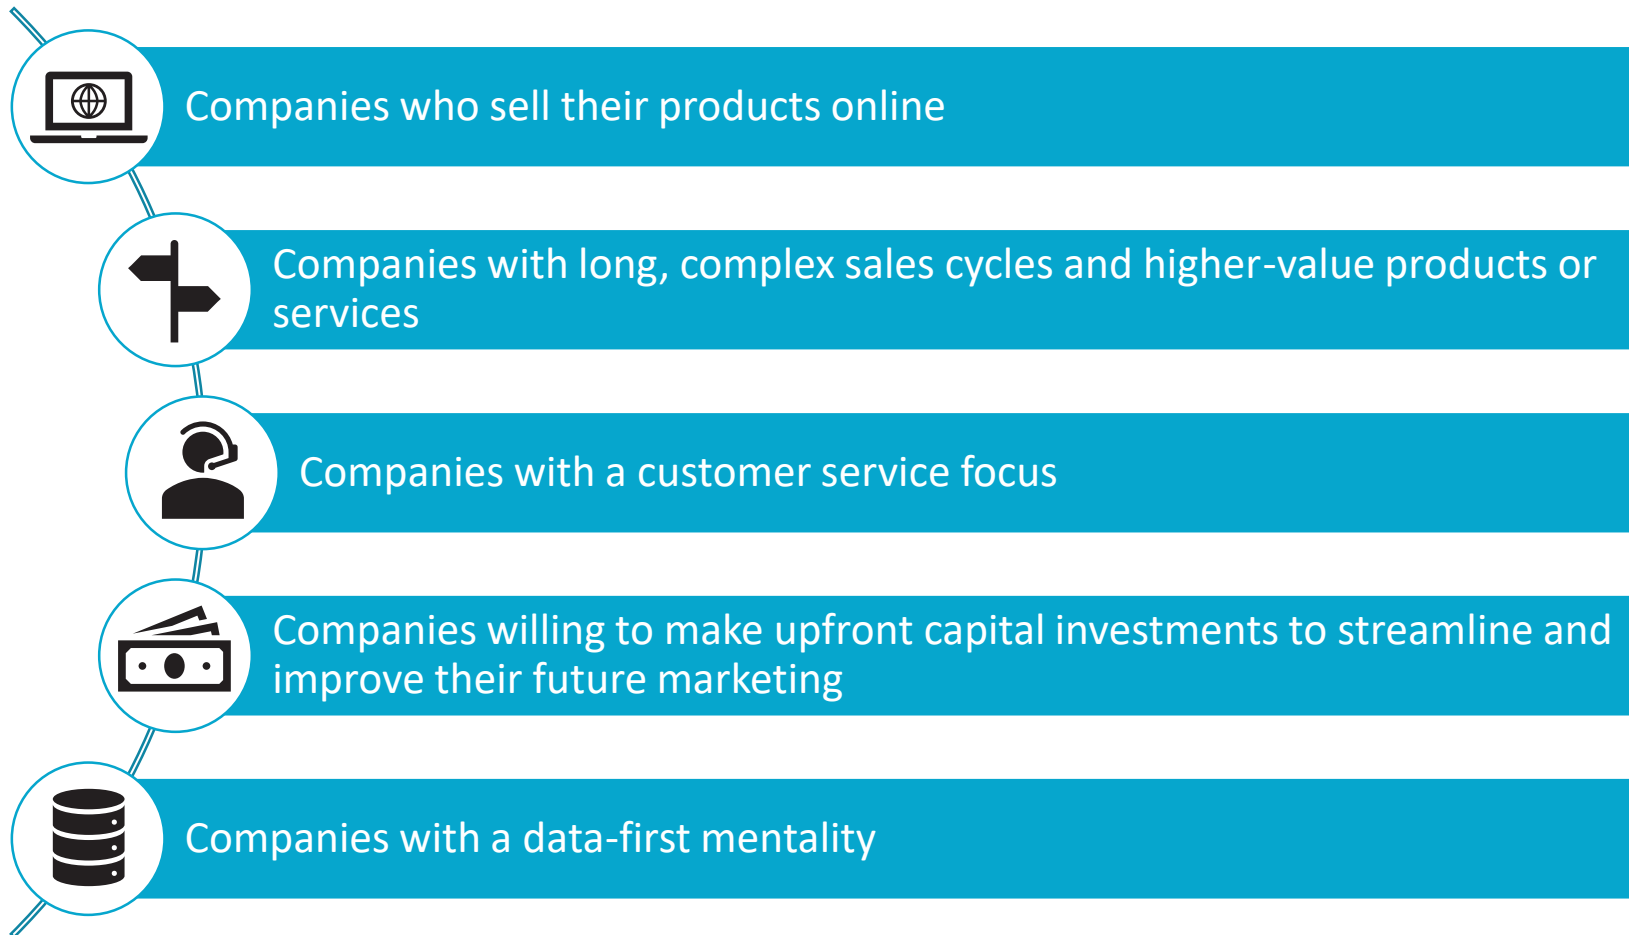 Companies who sell their products online
Companies with long, complex sales cycles and higher-value products or
services
Companies with a customer service focus
Companies willing to make upfront capital investments to streamline and
improve their future marketing
Companies with a data-first mentality